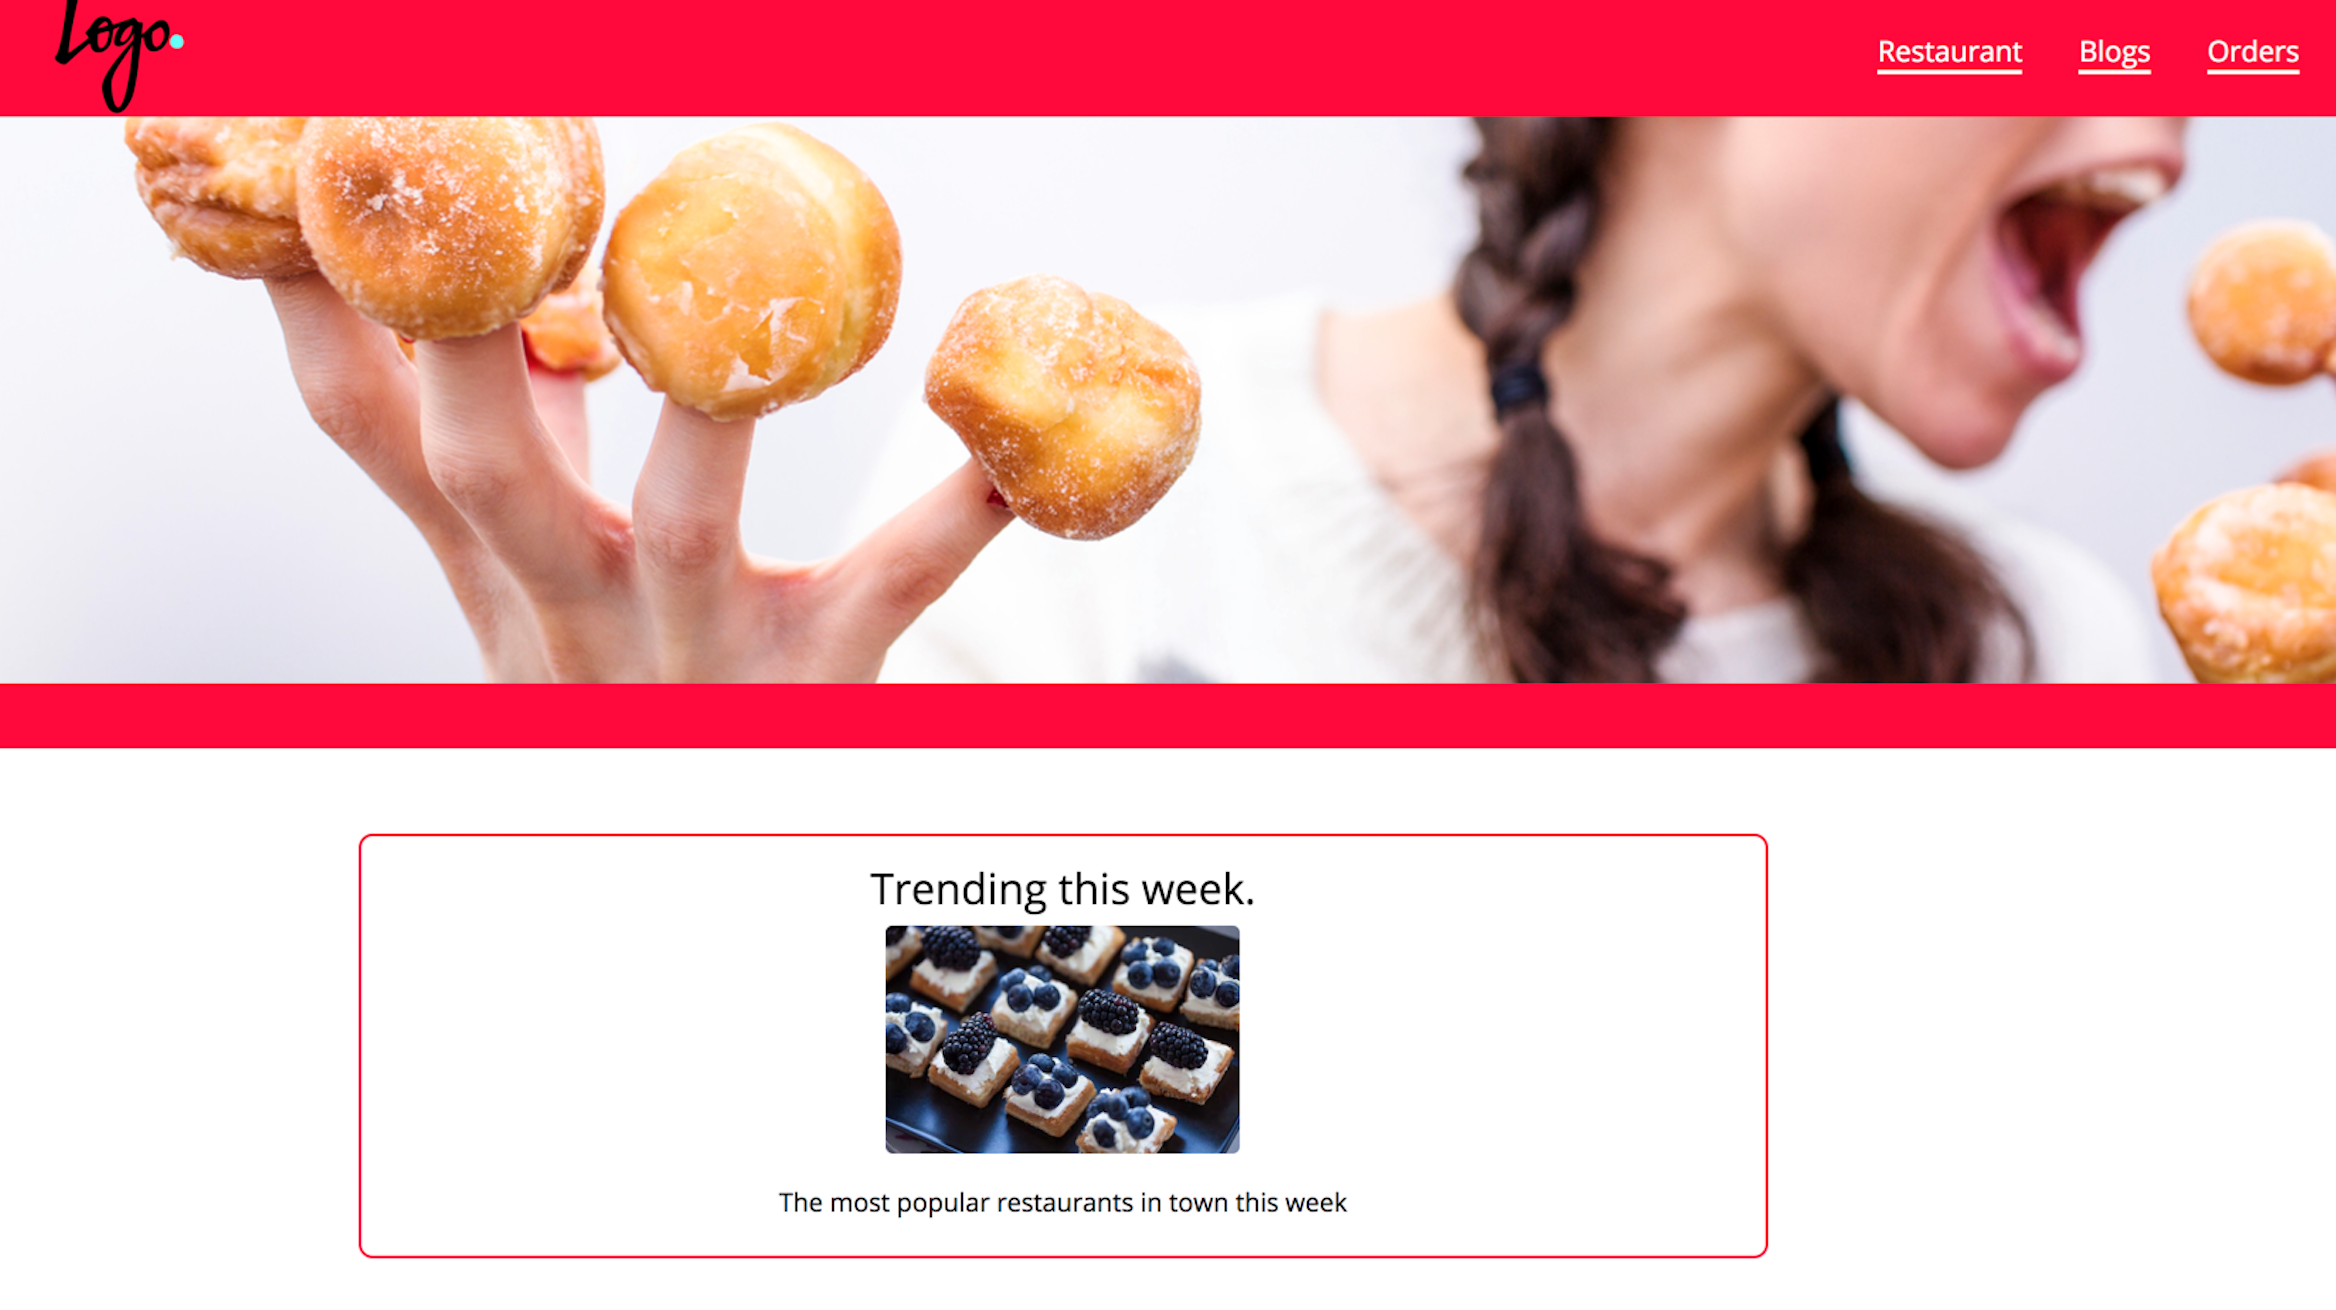 Logo.
Restaurant Blogs Orders
Trending this week.
The most popular restaurants in town this week